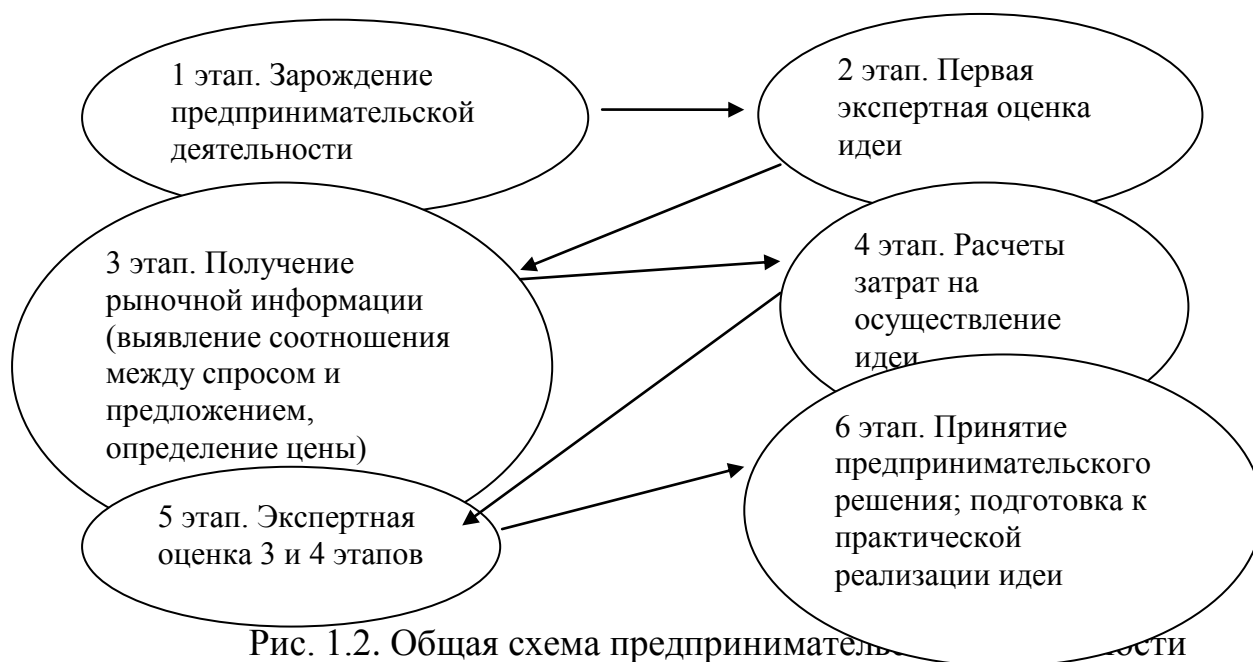 1 этап. Зарождение
предпринимательской
деятельности
2 этап. Первая
экспертная оценка
идеи
3 этап. Получение
рыночной информации
(выявление соотношения
между спросом и
предложением,
определение цены)
4 этап. Расчеты
затрат на
осуществление
идеи
5 этап. Экспертная
оценка 3 и 4 этапов
6 этап. Принятие
предпринимательского
решения; подготовка к
практической
реализации идеи
Рис. 1.2. Общая схема